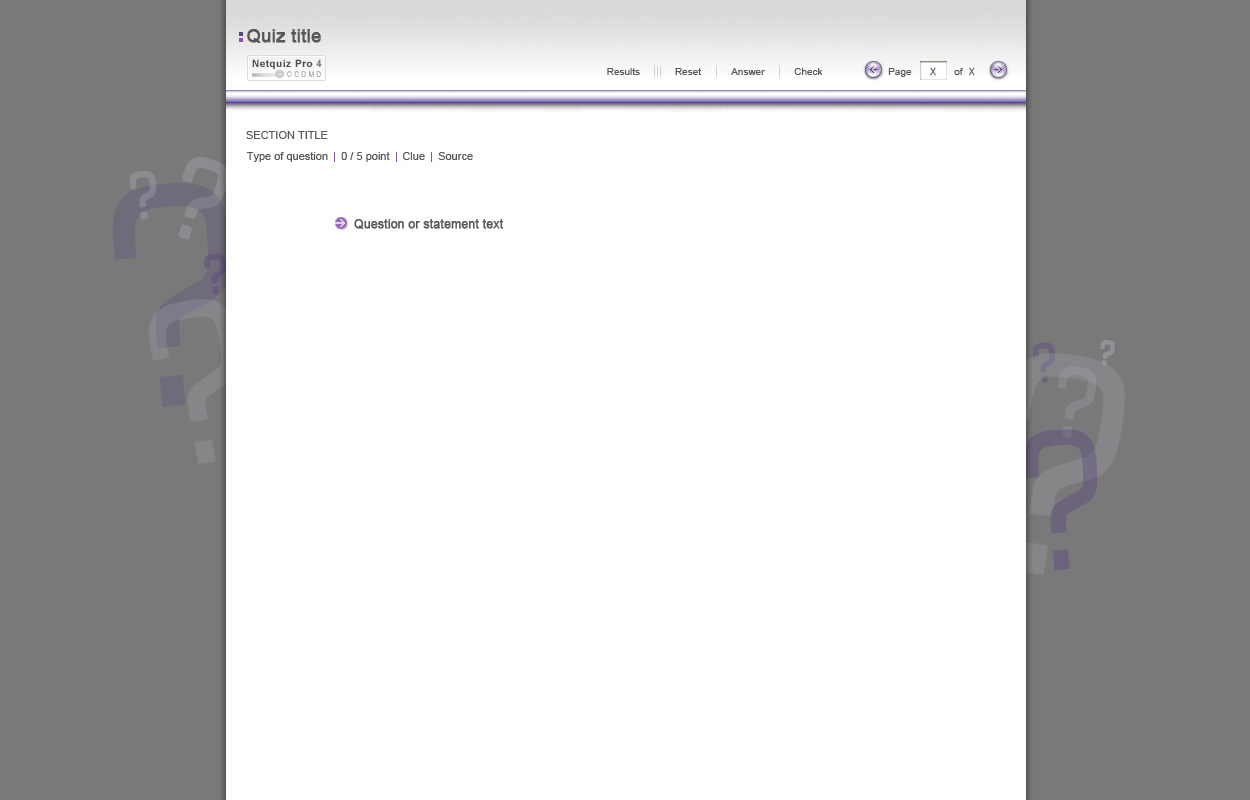 Quiz title
Netquiz Pro 4
© CCDMD
Results Reset Answer Check Page X of X
SECTION TITLE
Type of question | 0 / 5 point | Clue | Source
Question or statement text